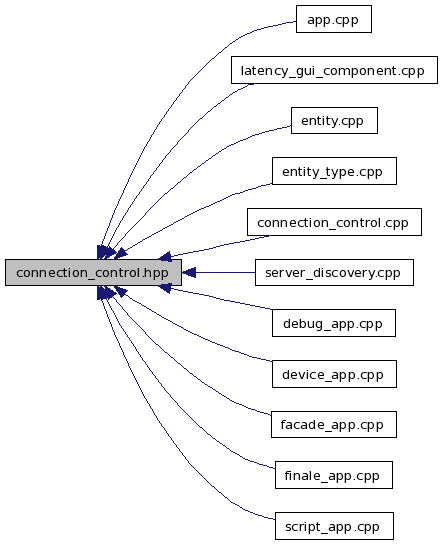 app.cpp
latency_gui_component.cpp
entity.cpp
entity_type.cpp
connection_control.cpp
connection_control.hpp
server_discovery.cpp
debug_app.cpp
device_app.cpp
facade_app.cpp
finale_app.cpp
script_app.cpp